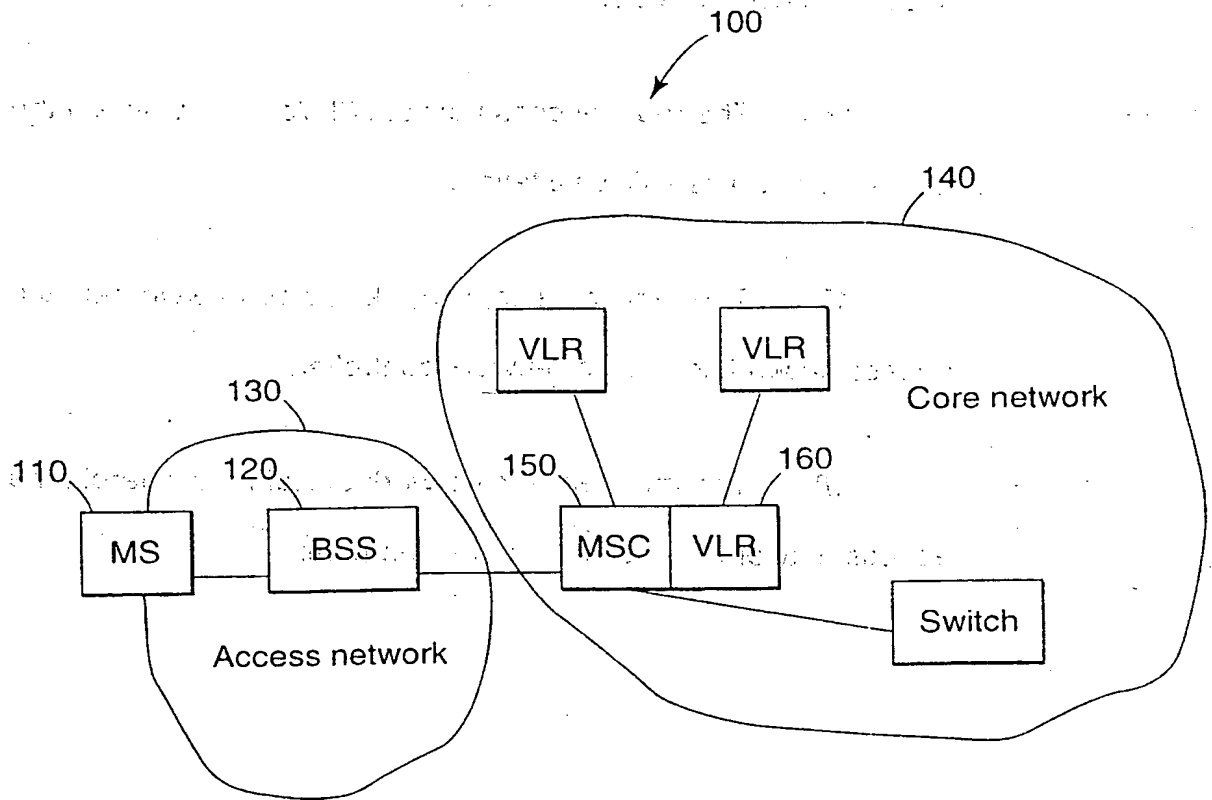 100
140
VLR
VLR
Core network
130
110
120
150
160
MS
BSS
MSC
VLR
Switch
Access network